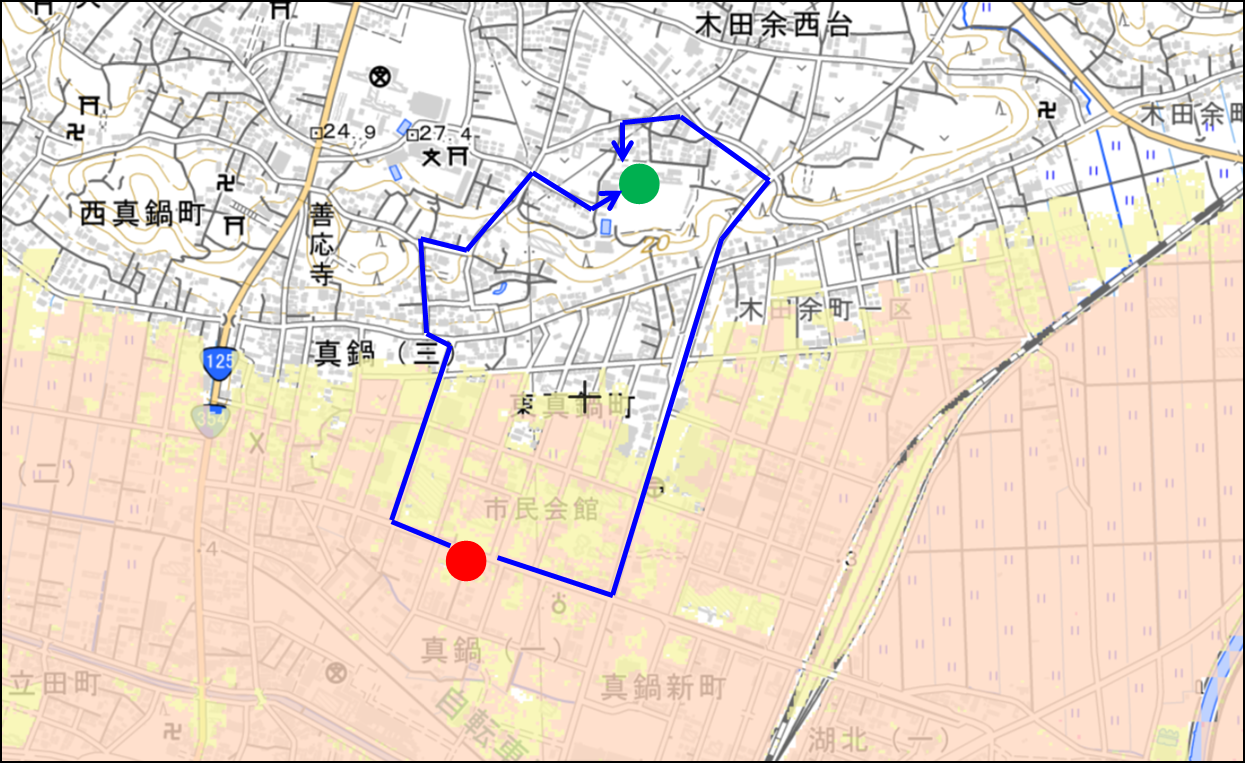 木田余西台
24.9
27.4
木田余町
西真鍋町
善応寺
木田余町一区
真鍋（三）
125
354
東真鍋町
（二）
市民会館
4
3
真鍋（一）
真鍋新町
立田町
自転車
湖北（一）